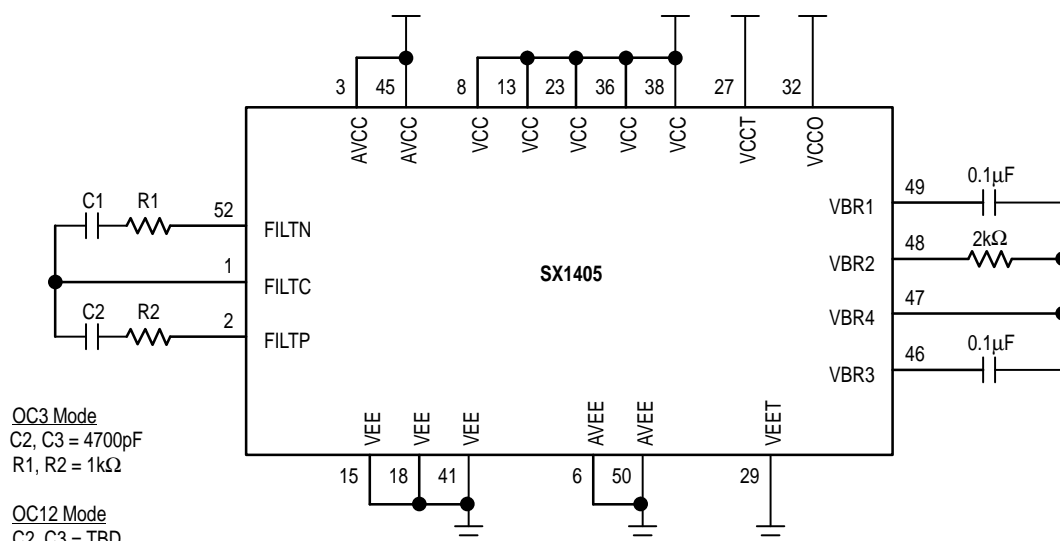 3 45 8 13 23 36 38 27 32
AVCC AVCC VCC VCC VCC VCC VCC VCCT VCCO
C1 R1 52 FILTN
1 FILTC
C2 R2 2 FILTP
SX1405
VBR1 49 0.1µF
VBR2 48 2kΩ
VBR4 47
VBR3 46 0.1µF
VEE VEE VEE AVEE AVEE VEET
15 18 41 6 50 29
OC3 Mode
C2, C3 = 4700pF
R1, R2 = 1kΩ
OC12 Mode
C2, C3 = TBD